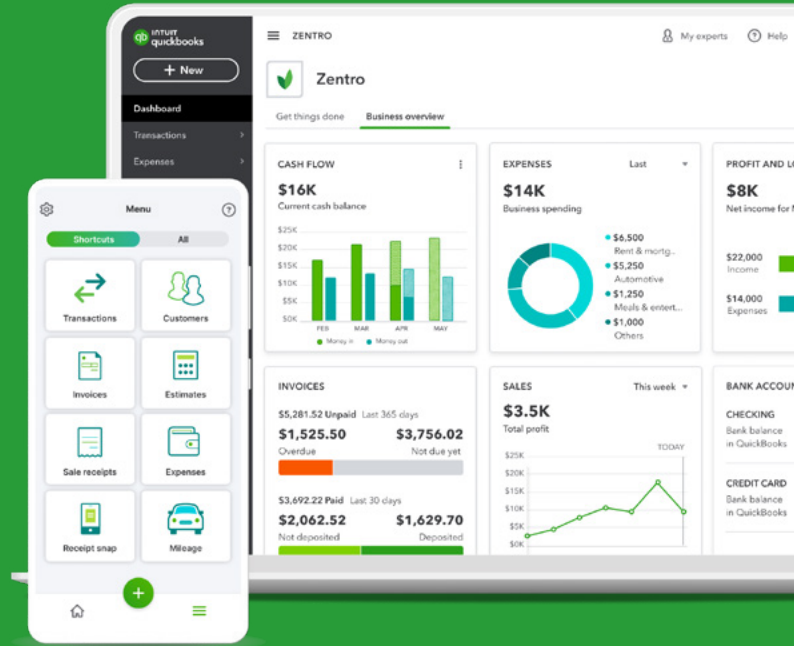 INTUIT
quickbooks
+ New
Dashboard
Transactions
Expenses
ZENTRO
My experts
Help
Zentro
Get things done
Business overview
CASH FLOW
$16K
Current cash balance
$25K
$20K
$15K
$10K
$5K
$0K
FEB MAR APR MAY
Money in Money out
EXPENSES
Last
$14K
Business spending
$6,500
Rent & mortg...
$5,250
Automotive
$1,250
Meals & entert...
$1,000
Others
PROFIT AND LO
$8K
Net income for M
$22,000
Income
$14,000
Expenses
INVOICES
$5,281.52 Unpaid Last 365 days
$1,525.50 $3,756.02
Overdue Not due yet
$3,692.22 Paid Last 30 days
$2,062.52 $1,629.70
Not deposited Deposited
SALES
This week
$3.5K
Total profit
TODAY
$25K
$20K
$15K
$10K
$5K
$0K
BANK ACCOUN
CHECKING
Bank balance
in QuickBooks
CREDIT CARD
Bank balance
in QuickBooks
Menu
Shortcuts
All
Transactions
Customers
Invoices
Estimates
Sale receipts
Expenses
Receipt snap
Mileage